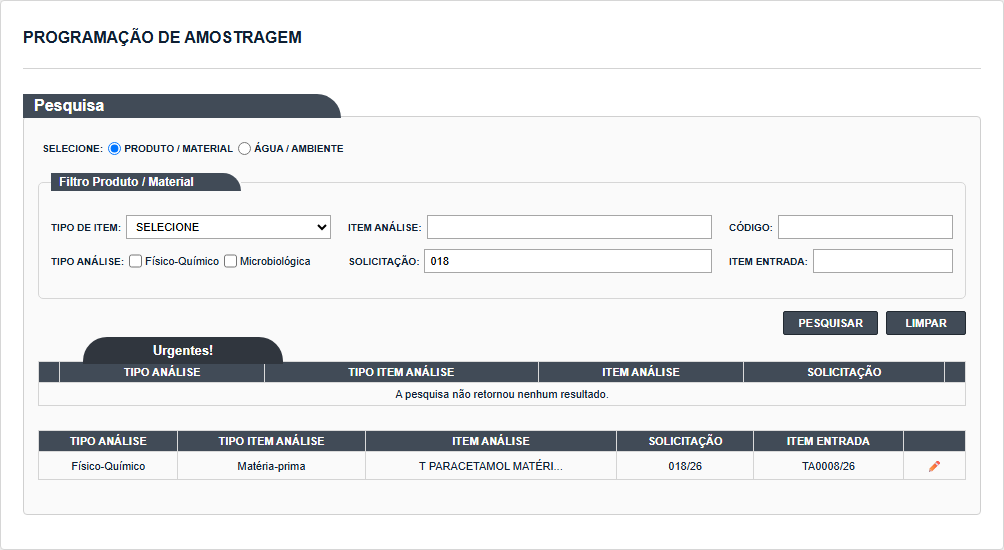 PROGRAMAÇÃO DE AMOSTRAGEM
Pesquisa
SELECIONE: PRODUTO / MATERIAL ÁGUA / AMBIENTE
Filtro Produto / Material
TIPO DE ITEM: SELECIONE ITEM ANÁLISE: CÓDIGO:
TIPO ANÁLISE: Físico-Químico Microbiológica SOLICITAÇÃO: 018 ITEM ENTRADA:
PESQUISAR LIMPAR
Urgentes!
TIPO ANÁLISE TIPO ITEM ANÁLISE ITEM ANÁLISE SOLICITAÇÃO
A pesquisa não retornou nenhum resultado.
TIPO ANÁLISE TIPO ITEM ANÁLISE ITEM ANÁLISE SOLICITAÇÃO ITEM ENTRADA
Físico-Químico Matéria-prima T PARACETAMOL MATÉRI... 018/26 TA0008/26